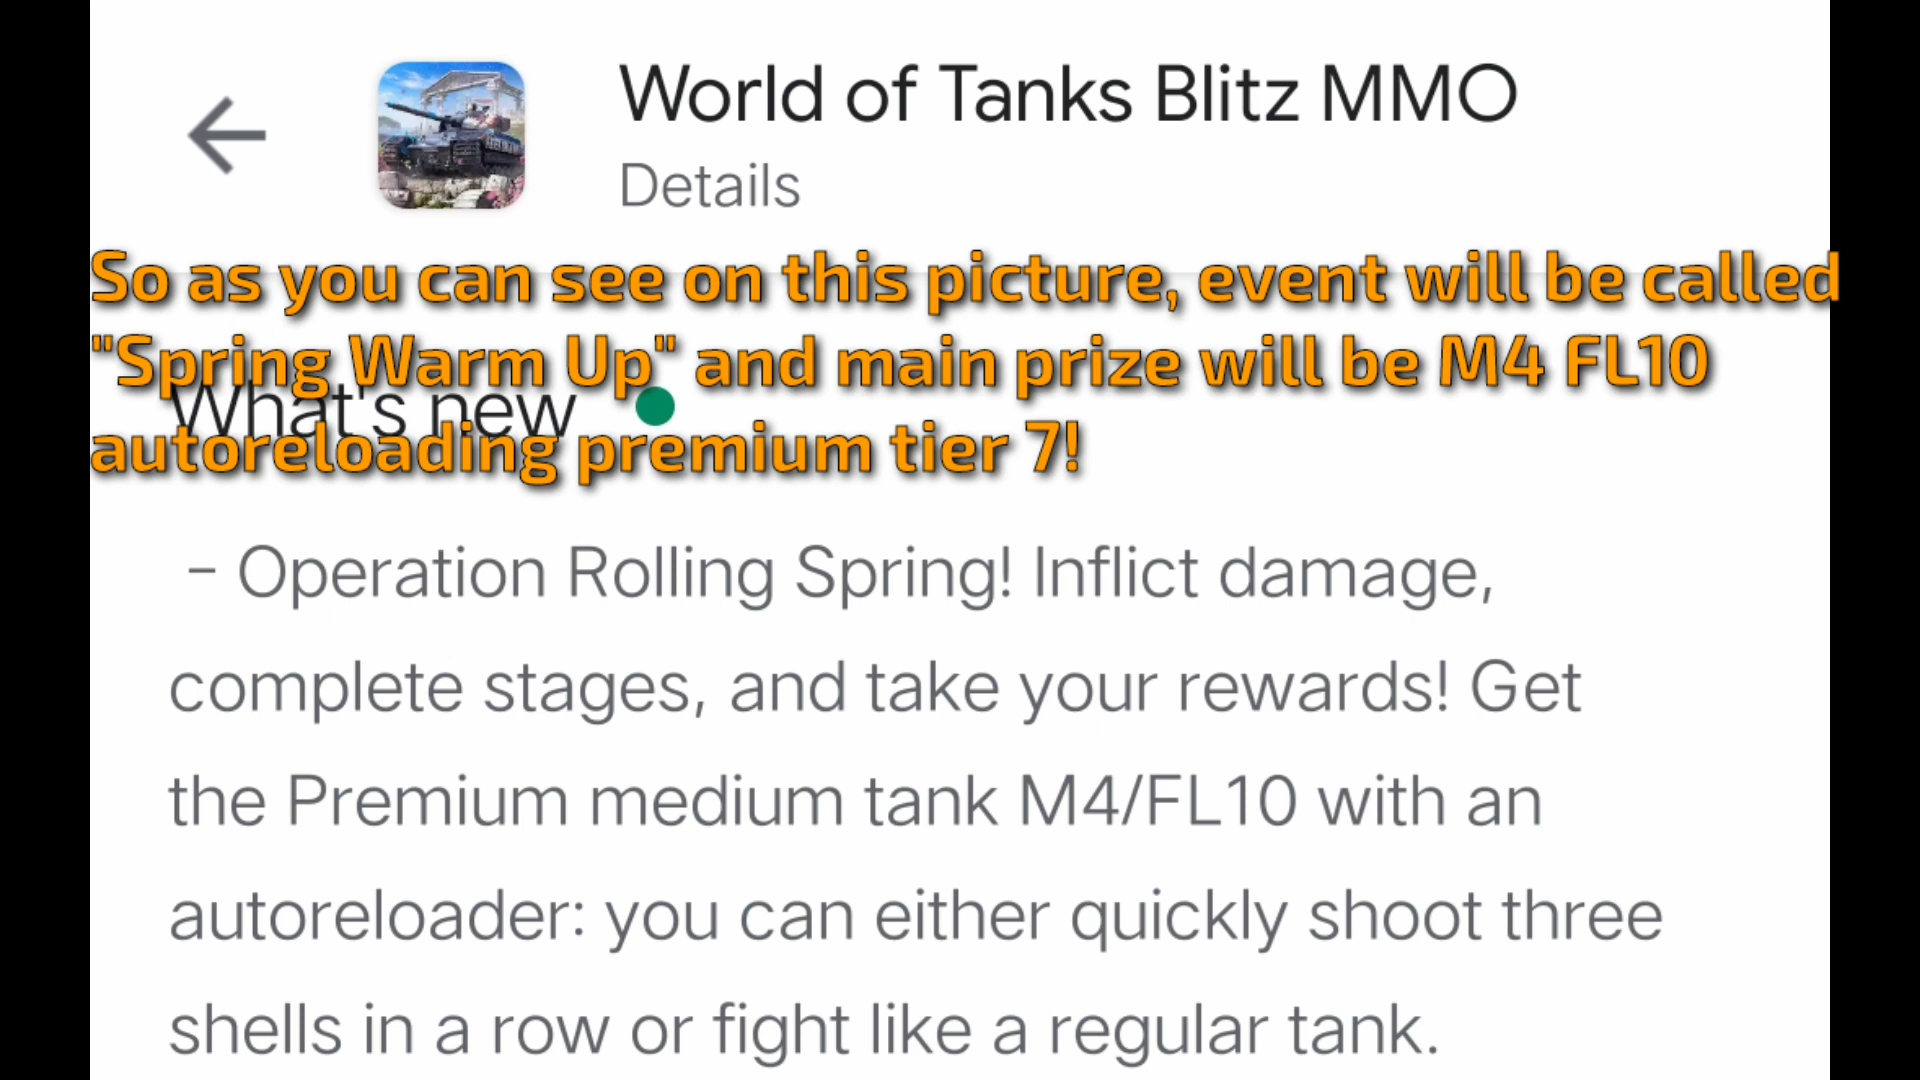 World of Tanks Blitz MMO
Details
So as you can see on this picture, event will be called
"Spring Warm Up" and main prize will be M4 FL10
What's new
autoreloading premium tier 7!
- Operation Rolling Spring! Inflict damage,
complete stages, and take your rewards! Get
the Premium medium tank M4/FL10 with an
autoreloader: you can either quickly shoot three
shells in a row or fight like a regular tank.